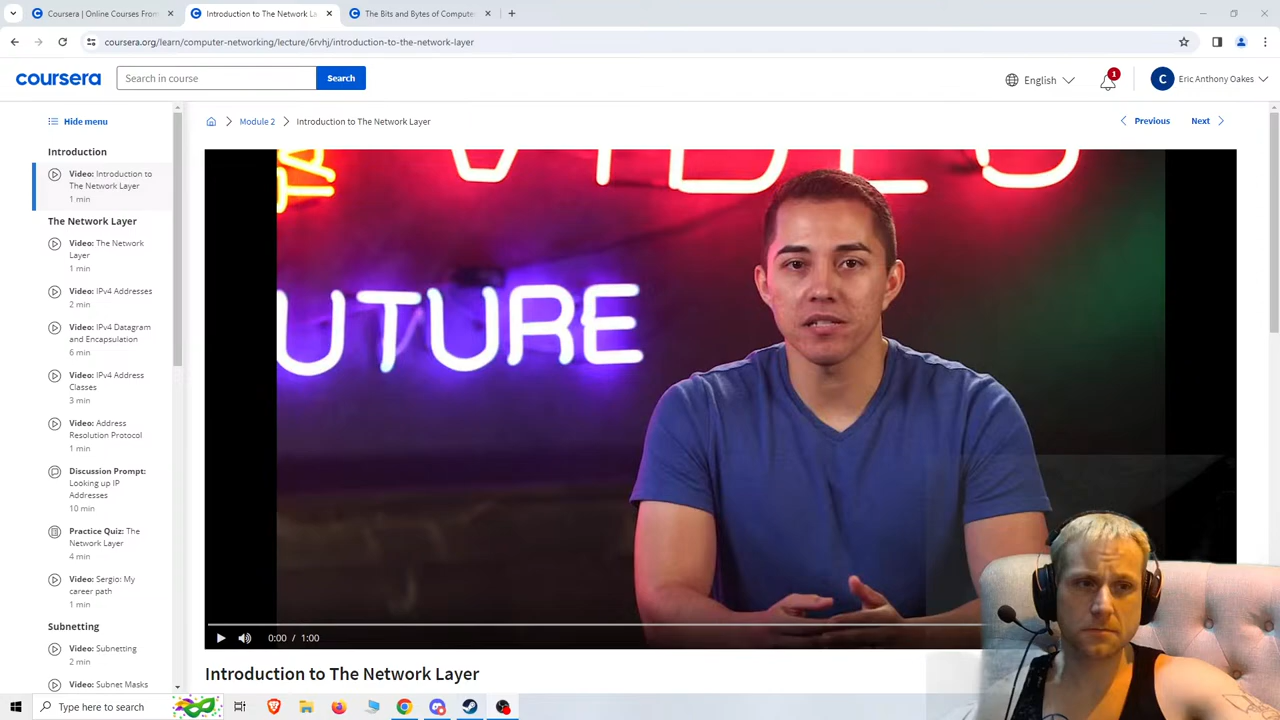 Coursera | Online Courses From
Introduction to The Network La
The Bits and Bytes of Compute
coursera.org/learn/computer-networking/lecture/6rvhj/introduction-to-the-network-layer
coursera
Search in course
Search
English
1
C
Eric Anthony Oakes
Hide menu
Module 2
Introduction to The Network Layer
Previous
Next
Introduction
Video: Introduction to
The Network Layer
1 min
The Network Layer
Video: The Network
Layer
1 min
Video: IPv4 Addresses
2 min
Video: IPv4 Datagram
and Encapsulation
6 min
Video: IPv4 Address
Classes
3 min
Video: Address
Resolution Protocol
1 min
Discussion Prompt:
Looking up IP
Addresses
10 min
Practice Quiz: The
Network Layer
4 min
Video: Sergio: My
career path
1 min
Subnetting
Video: Subnetting
2 min
Video: Subnet Masks
VIDEO
UTURE
0:00 / 1:00
Introduction to The Network Layer
Type here to search